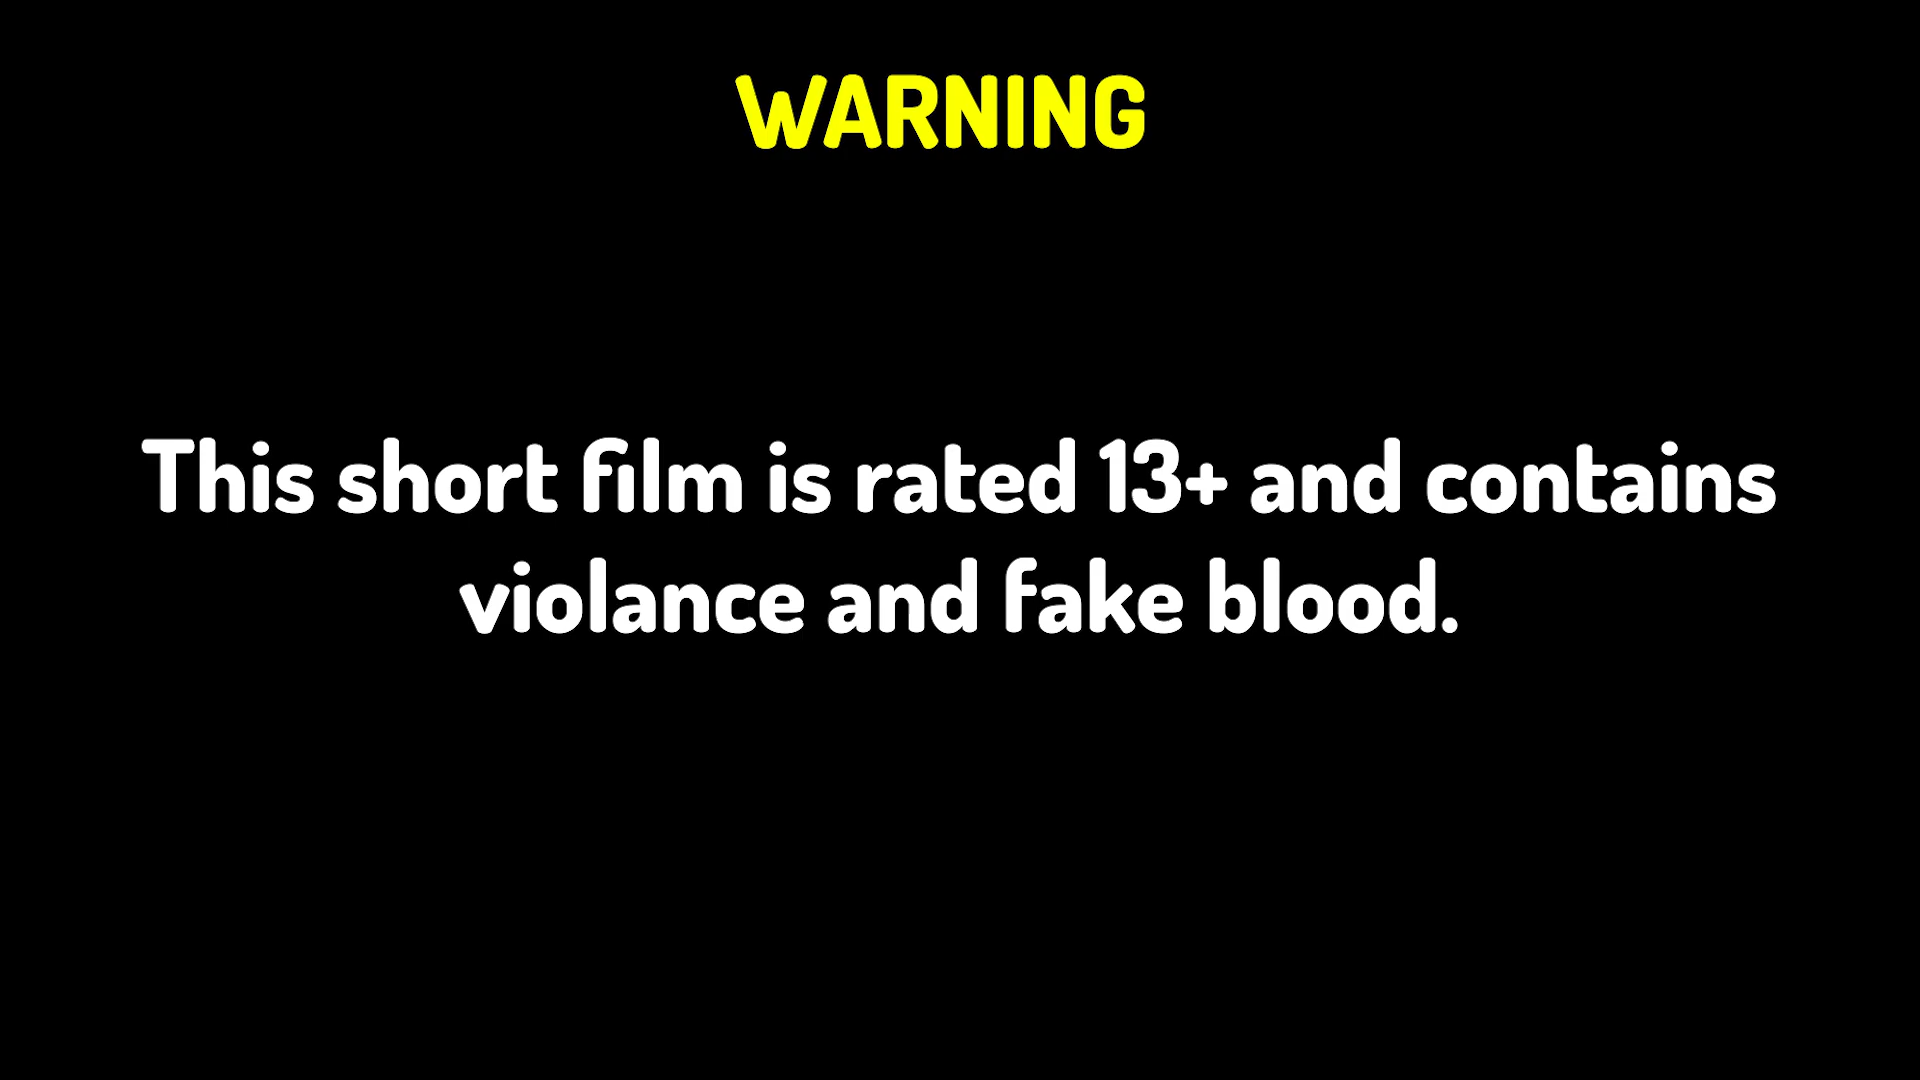 WARNING
This short film is rated 13+ and contains
violance and fake blood.